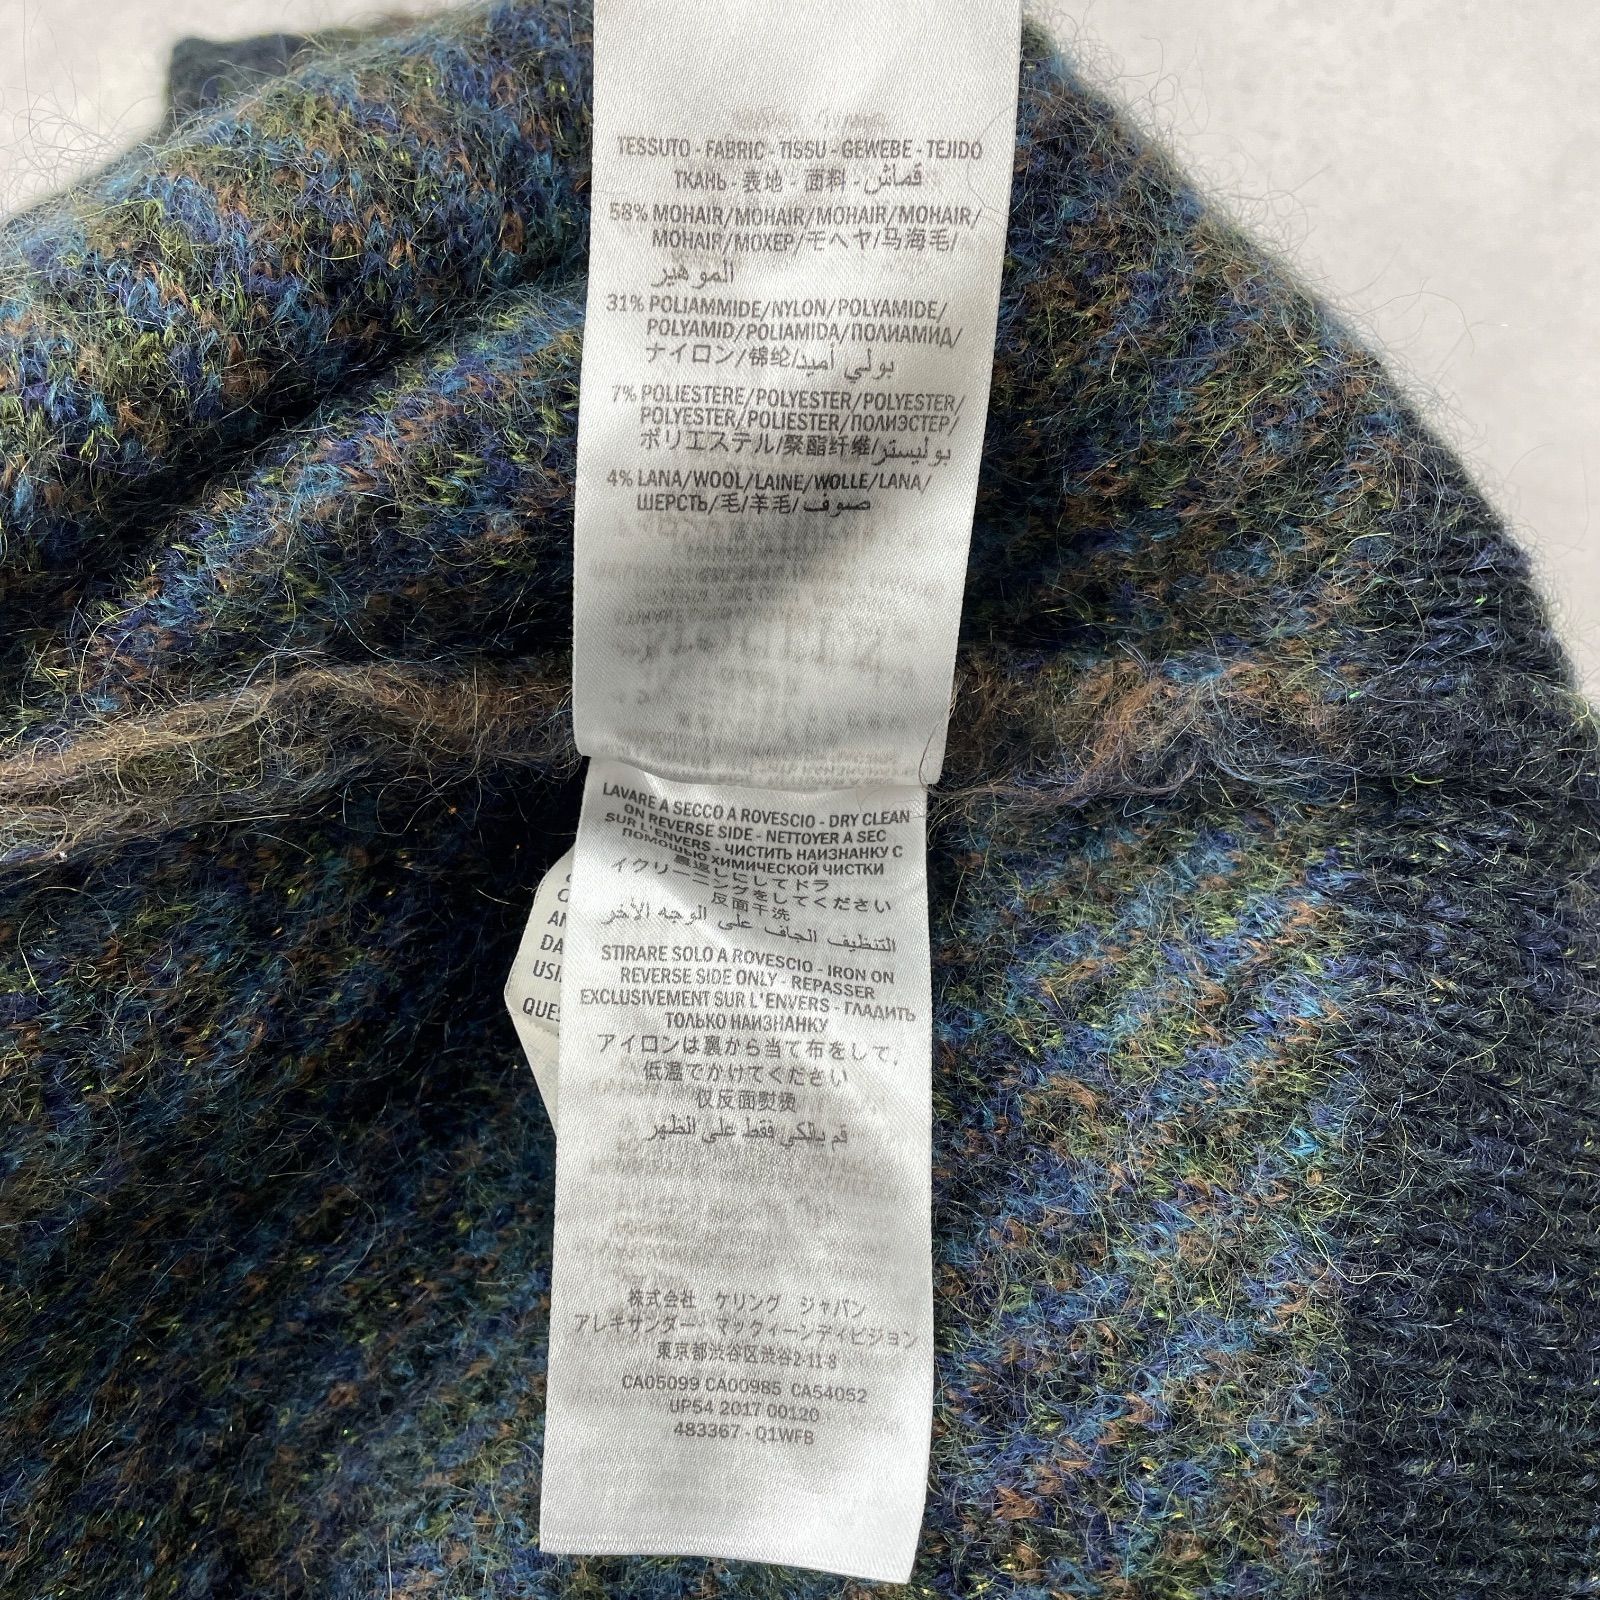 TESSUTO - FABRIC - TISSU - GEWEBE - TEJIDO
ТКАНЬ - 表地 - 面料 - قماش
58% MOHAIR/MOHAIR/MOHAIR/MOHAIR/
MOHAIR/МОХЕР/モヘヤ/马海毛/
الموهير
31% POLIAMMIDE/NYLON/POLYAMIDE/
POLYAMID/POLIAMIDA/ПОЛИАМИД/
ナイロン/锦纶/بولي أميد
7% POLIESTERE/POLYESTER/POLYESTER/
POLYESTER/POLIESTER/ПОЛИЭСТЕР/
ポリエステル/聚酯纤维/بوليستر
4% LANA/WOOL/LAINE/WOLLE/LANA/
ШЕРСТЬ/毛/羊毛/صوف
LAVARE A SECCO A ROVESCIO - DRY CLEAN
ON REVERSE SIDE - NETTOYER A SEC
SUR L'ENVERS - ЧИСТИТЬ НАИЗНАНКУ С
ПОМОЩЬЮ ХИМИЧЕСКОЙ ЧИСТКИ
裏返しにしてドラ
イクリーニングをしてください
反面干洗
التنظيف الجاف على الوجه الآخر
STIRARE SOLO A ROVESCIO - IRON ON
REVERSE SIDE ONLY - REPASSER
EXCLUSIVEMENT SUR L'ENVERS - ГЛАДИТЬ
ТОЛЬКО НАИЗНАНКУ
アイロンは裏から当て布をして,
低温でかけてください
仅反面熨烫
قم بالكي فقط على الظهر
株式会社 ケリング ジャパン
アレキサンダー・マックィーンディビジョン
東京都渋谷区渋谷2-11-8
CA05099 CA00985 CA54052
UP54 2017 00120
483367 - Q1WFB
AN
DA
USI
QUES